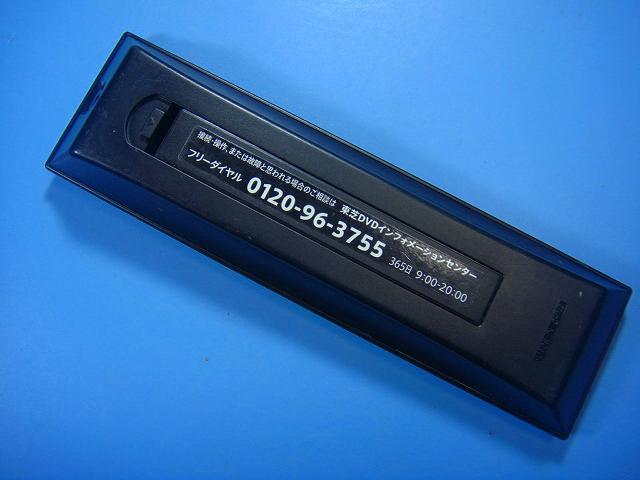 接続・操作、または故障と思われる場合のご相談は 東芝DVDインフォメーションセンター
フリーダイヤル 0120-96-3755 365日 9:00-20:00